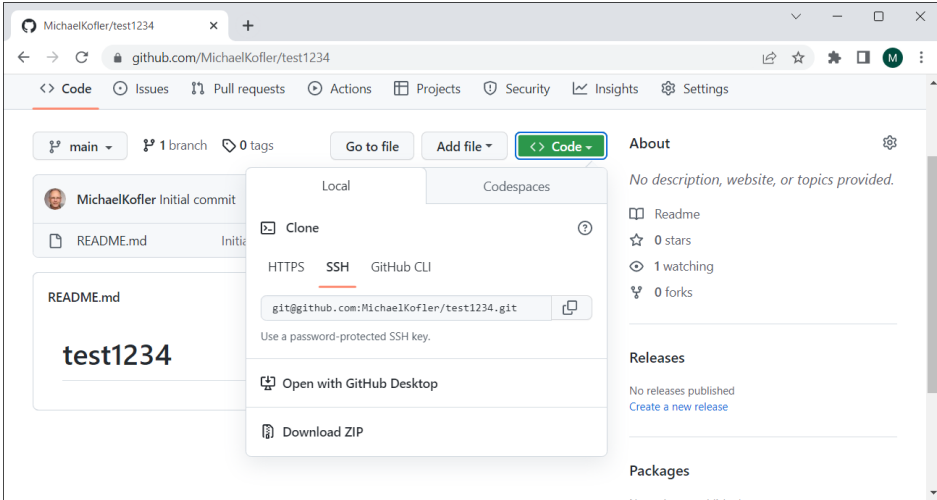 MichaelKofler/test1234
github.com/MichaelKofler/test1234
M
Code Issues Pull requests Actions Projects Security Insights Settings
main 1 branch 0 tags Go to file Add file Code
MichaelKofler Initial commit
README.md
README.md
test1234
Local Codespaces
Clone
HTTPS SSH GitHub CLI
git@github.com:MichaelKofler/test1234.git
Use a password-protected SSH key.
Open with GitHub Desktop
Download ZIP
About
No description, website, or topics provided.
Readme
0 stars
1 watching
0 forks
Releases
No releases published
Create a new release
Packages